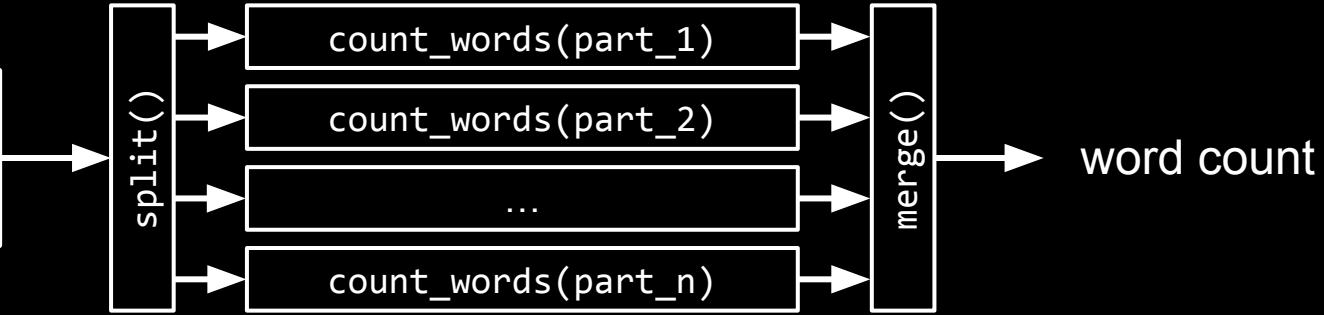 split()
count_words(part_1)
count_words(part_2)
...
count_words(part_n)
merge()
word count